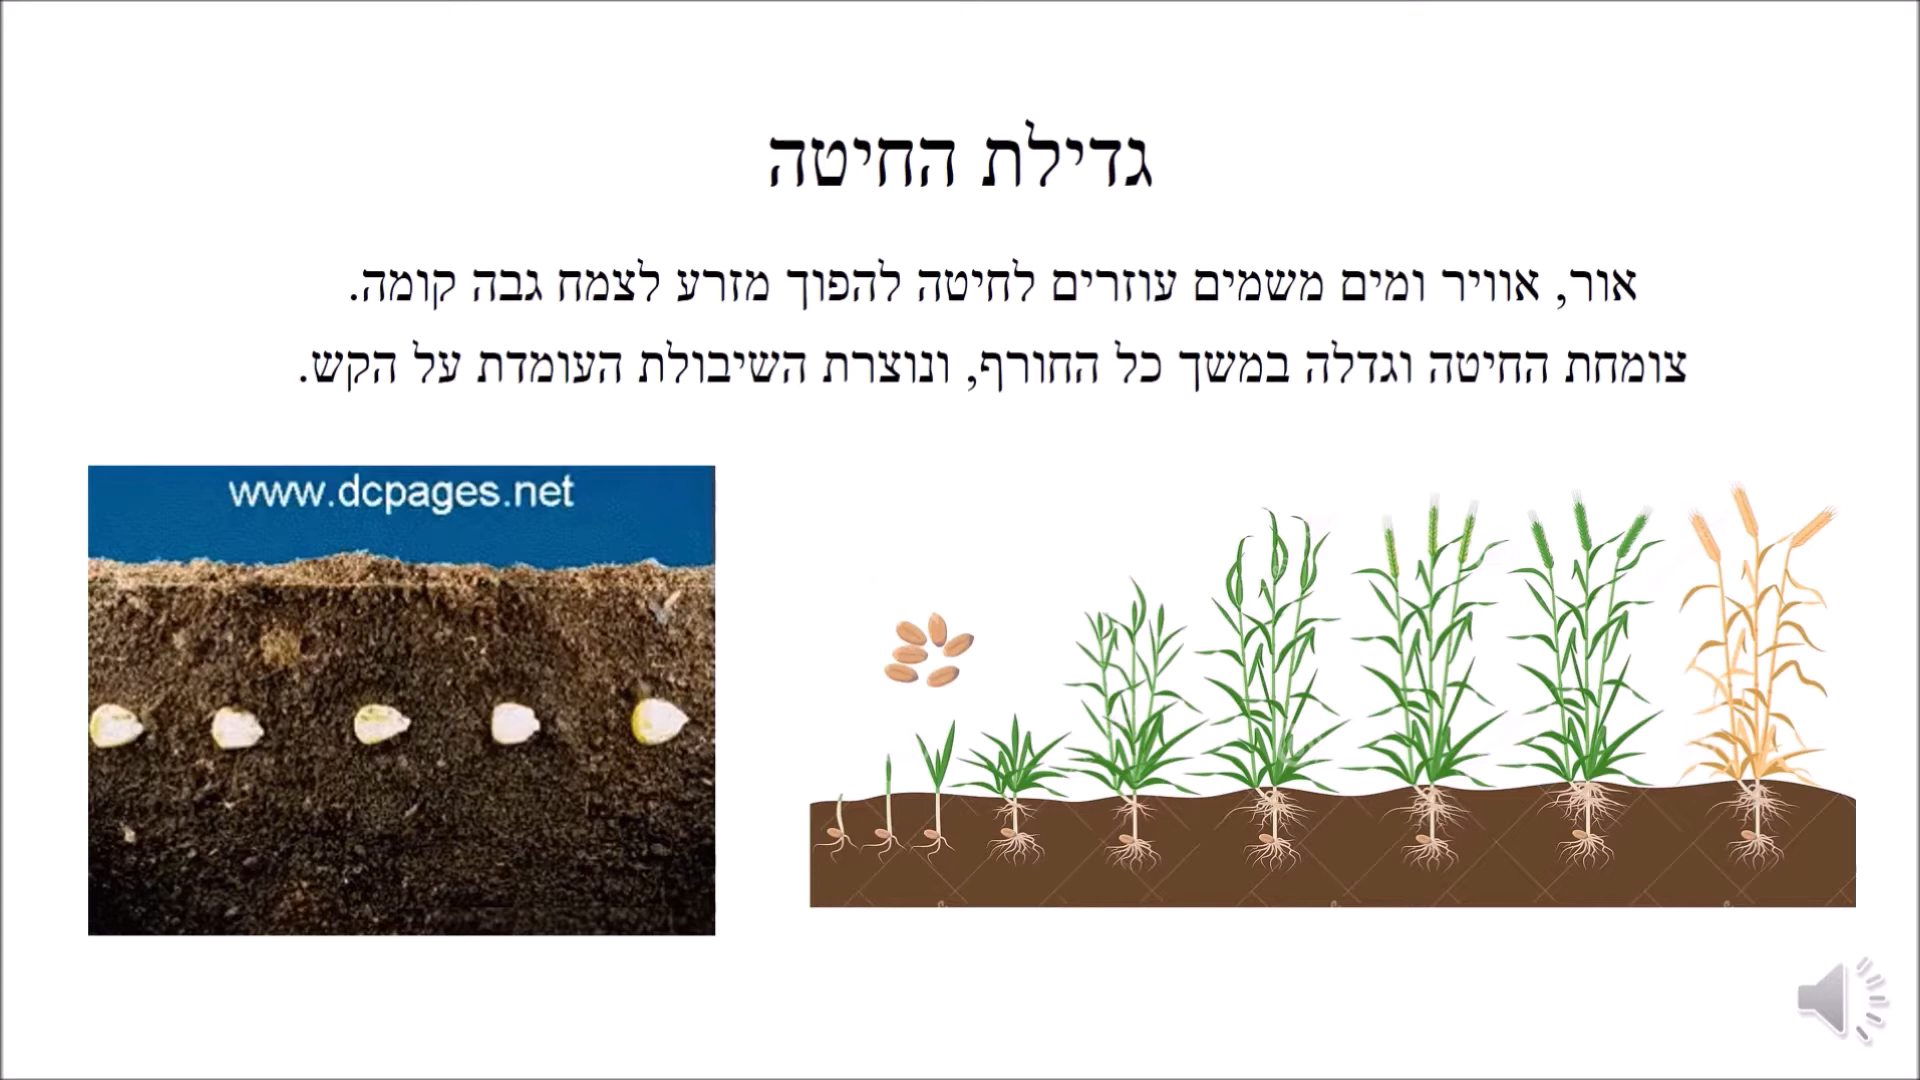 גדילת החיטה
אור, אוויר ומים משמים עוזרים לחיטה להפוך מזרע לצמח גבה קומה.
צומחת החיטה וגדלה במשך כל החורף, ונוצרת השיבולת העומדת על הקש.
www.dcpages.net